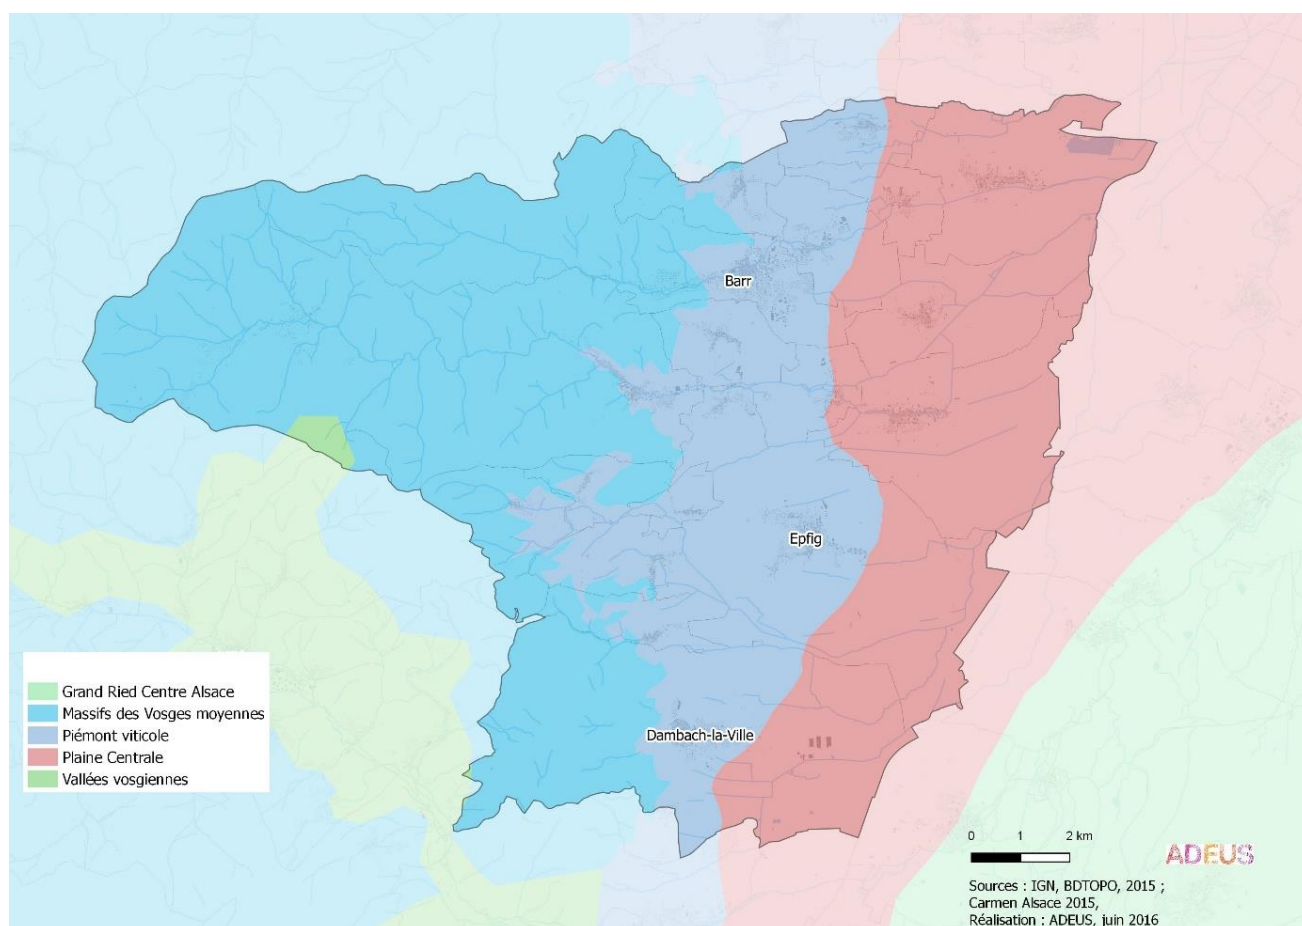 Barr
Epfig
Dambach-la-Ville
Grand Ried Centre Alsace
Massifs des Vosges moyennes
Piémont viticole
Plaine Centrale
Vallées vosgiennes
0 1 2 km
ADEUS
Sources : IGN, BDTOPO, 2015 ;
Carmen Alsace 2015,
Réalisation : ADEUS, juin 2016